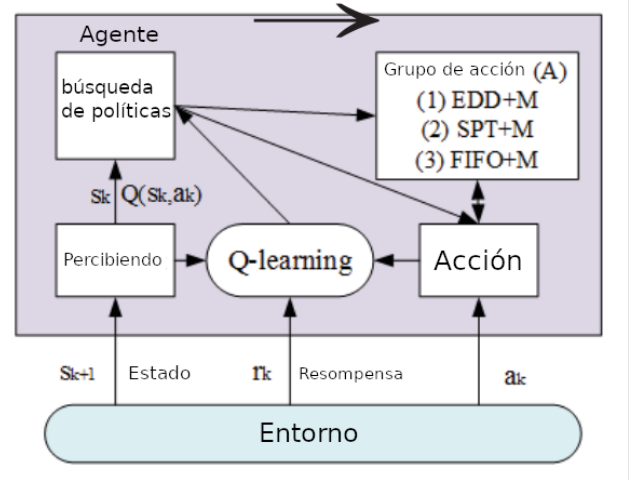 Agente
búsqueda
de políticas
Grupo de acción (A)
(1) EDD+M
(2) SPT+M
(3) FIFO+M
Sk Q(Sk,ak)
Percibiendo
Q-learning
Acción
Sk+1 Estado
rk Resompensa
ak
Entorno